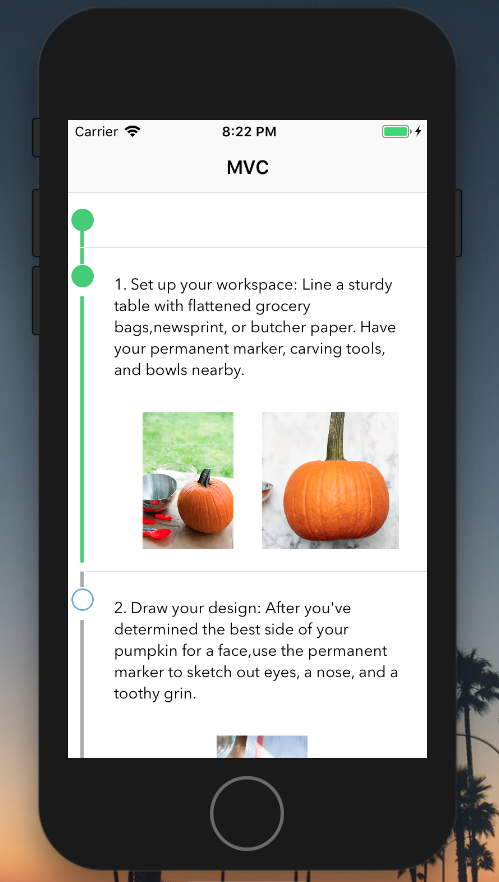 Carrier 8:22 PM
MVC
1. Set up your workspace: Line a sturdy
table with flattened grocery
bags,newsprint, or butcher paper. Have
your permanent marker, carving tools,
and bowls nearby.
2. Draw your design: After you've
determined the best side of your
pumpkin for a face,use the permanent
marker to sketch out eyes, a nose, and a
toothy grin.